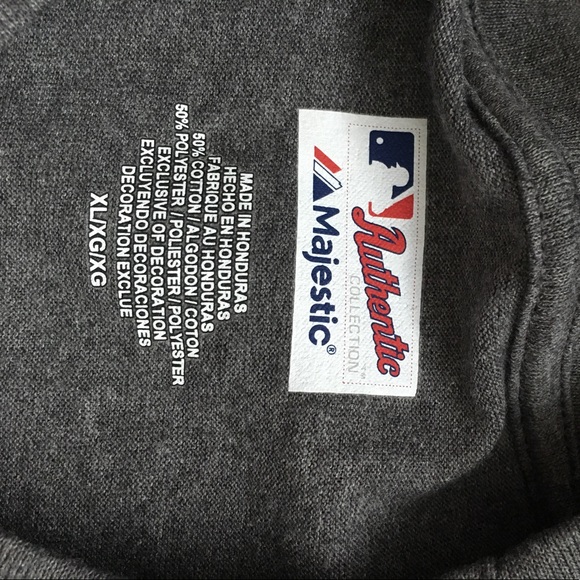 Authentic
COLLECTION™
Majestic®
MADE IN HONDURAS
HECHO EN HONDURAS
FABRIQUE AU HONDURAS
50% COTTON / ALGODON / COTON
50% POLYESTER / POLIESTER / POLYESTER
EXCLUSIVE OF DECORATION
EXCLUYENDO DECORACIONES
DECORATION EXCLUE
XL/XG/XG